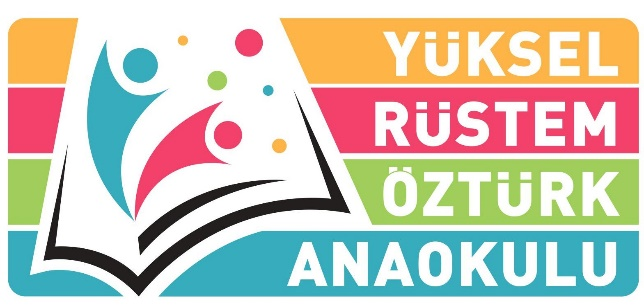 YÜKSEL
RÜSTEM
ÖZTÜRK
ANAOKULU